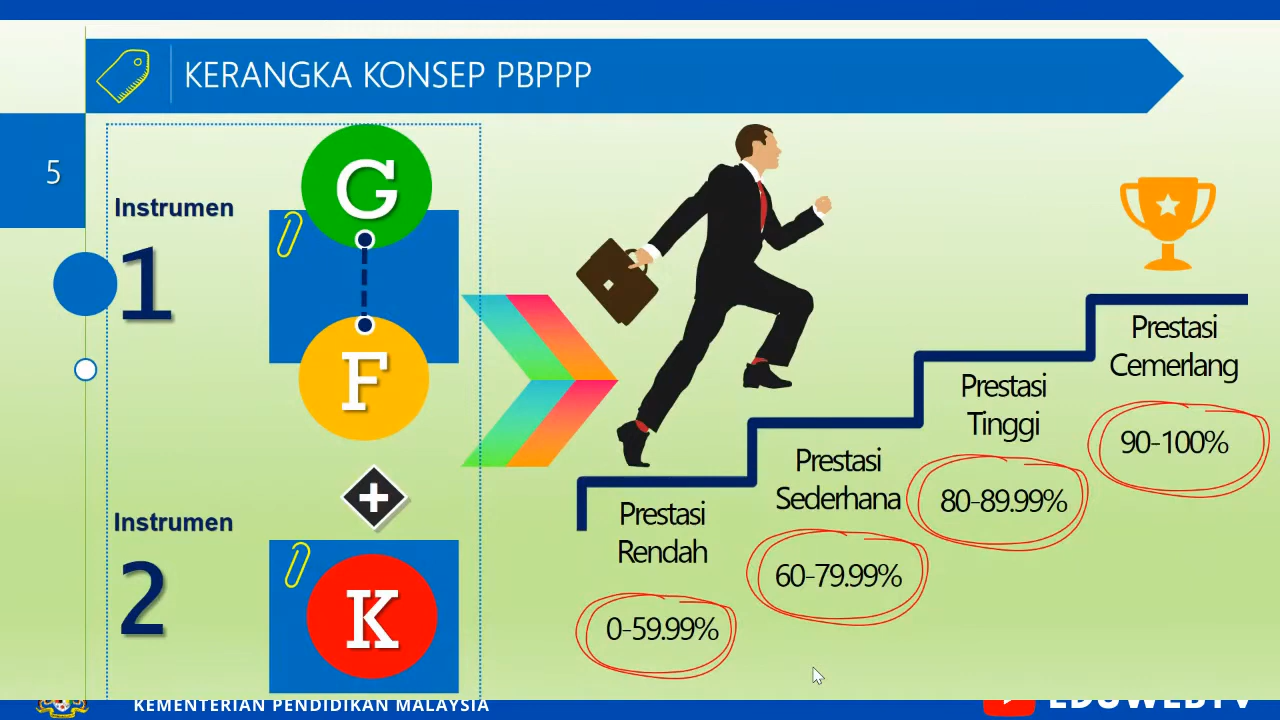 KERANGKA KONSEP PBPPP
5
Instrumen
1
G
F
+
Instrumen
2
K
Prestasi
Rendah
0-59.99%
Prestasi
Sederhana
60-79.99%
Prestasi
Tinggi
80-89.99%
Prestasi
Cemerlang
90-100%
KEMENTERIAN PENDIDIKAN MALAYSIA
EDUWEBTV